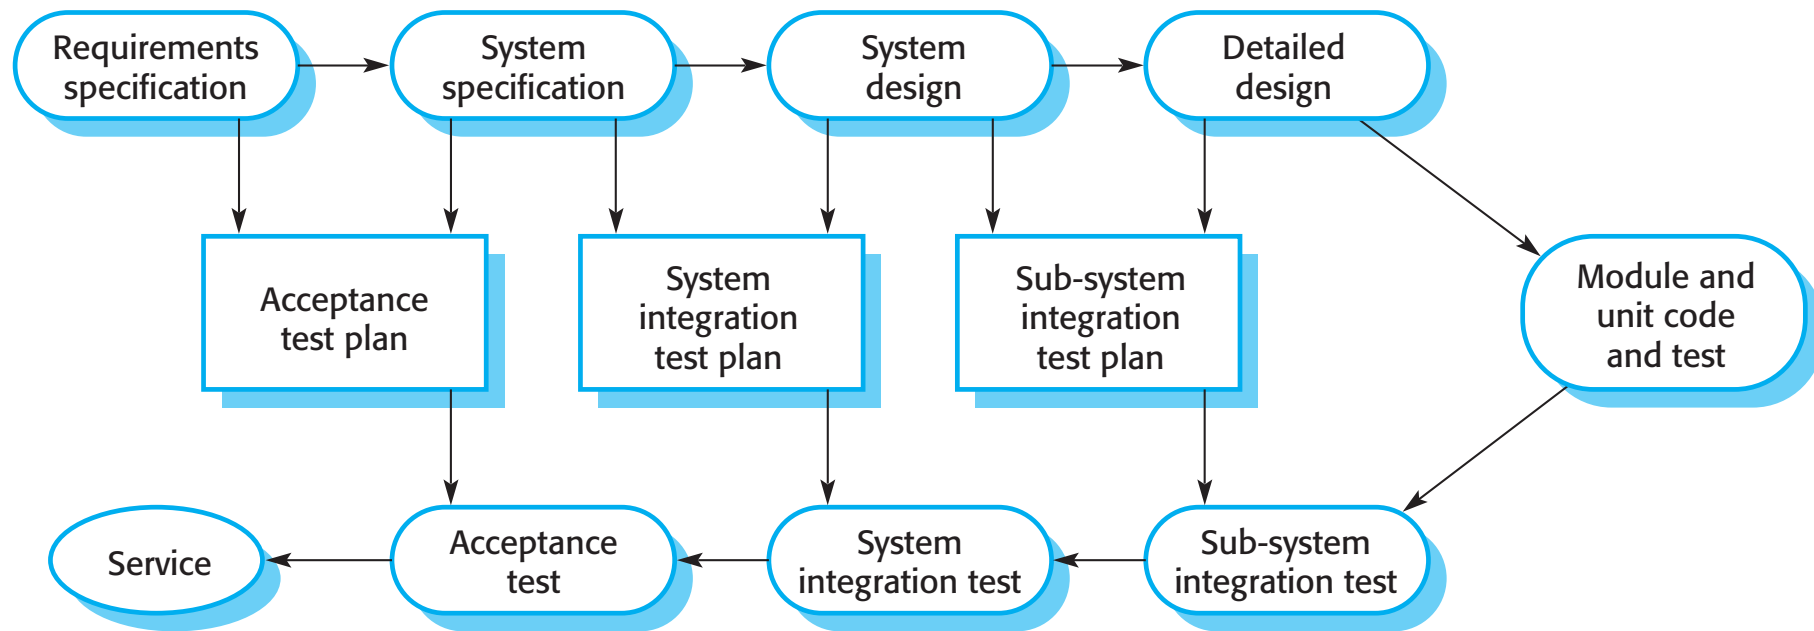 Requirements
specification
System
specification
System
design
Detailed
design
Acceptance
test plan
System
integration
test plan
Sub-system
integration
test plan
Module and
unit code
and test
Service
Acceptance
test
System
integration test
Sub-system
integration test